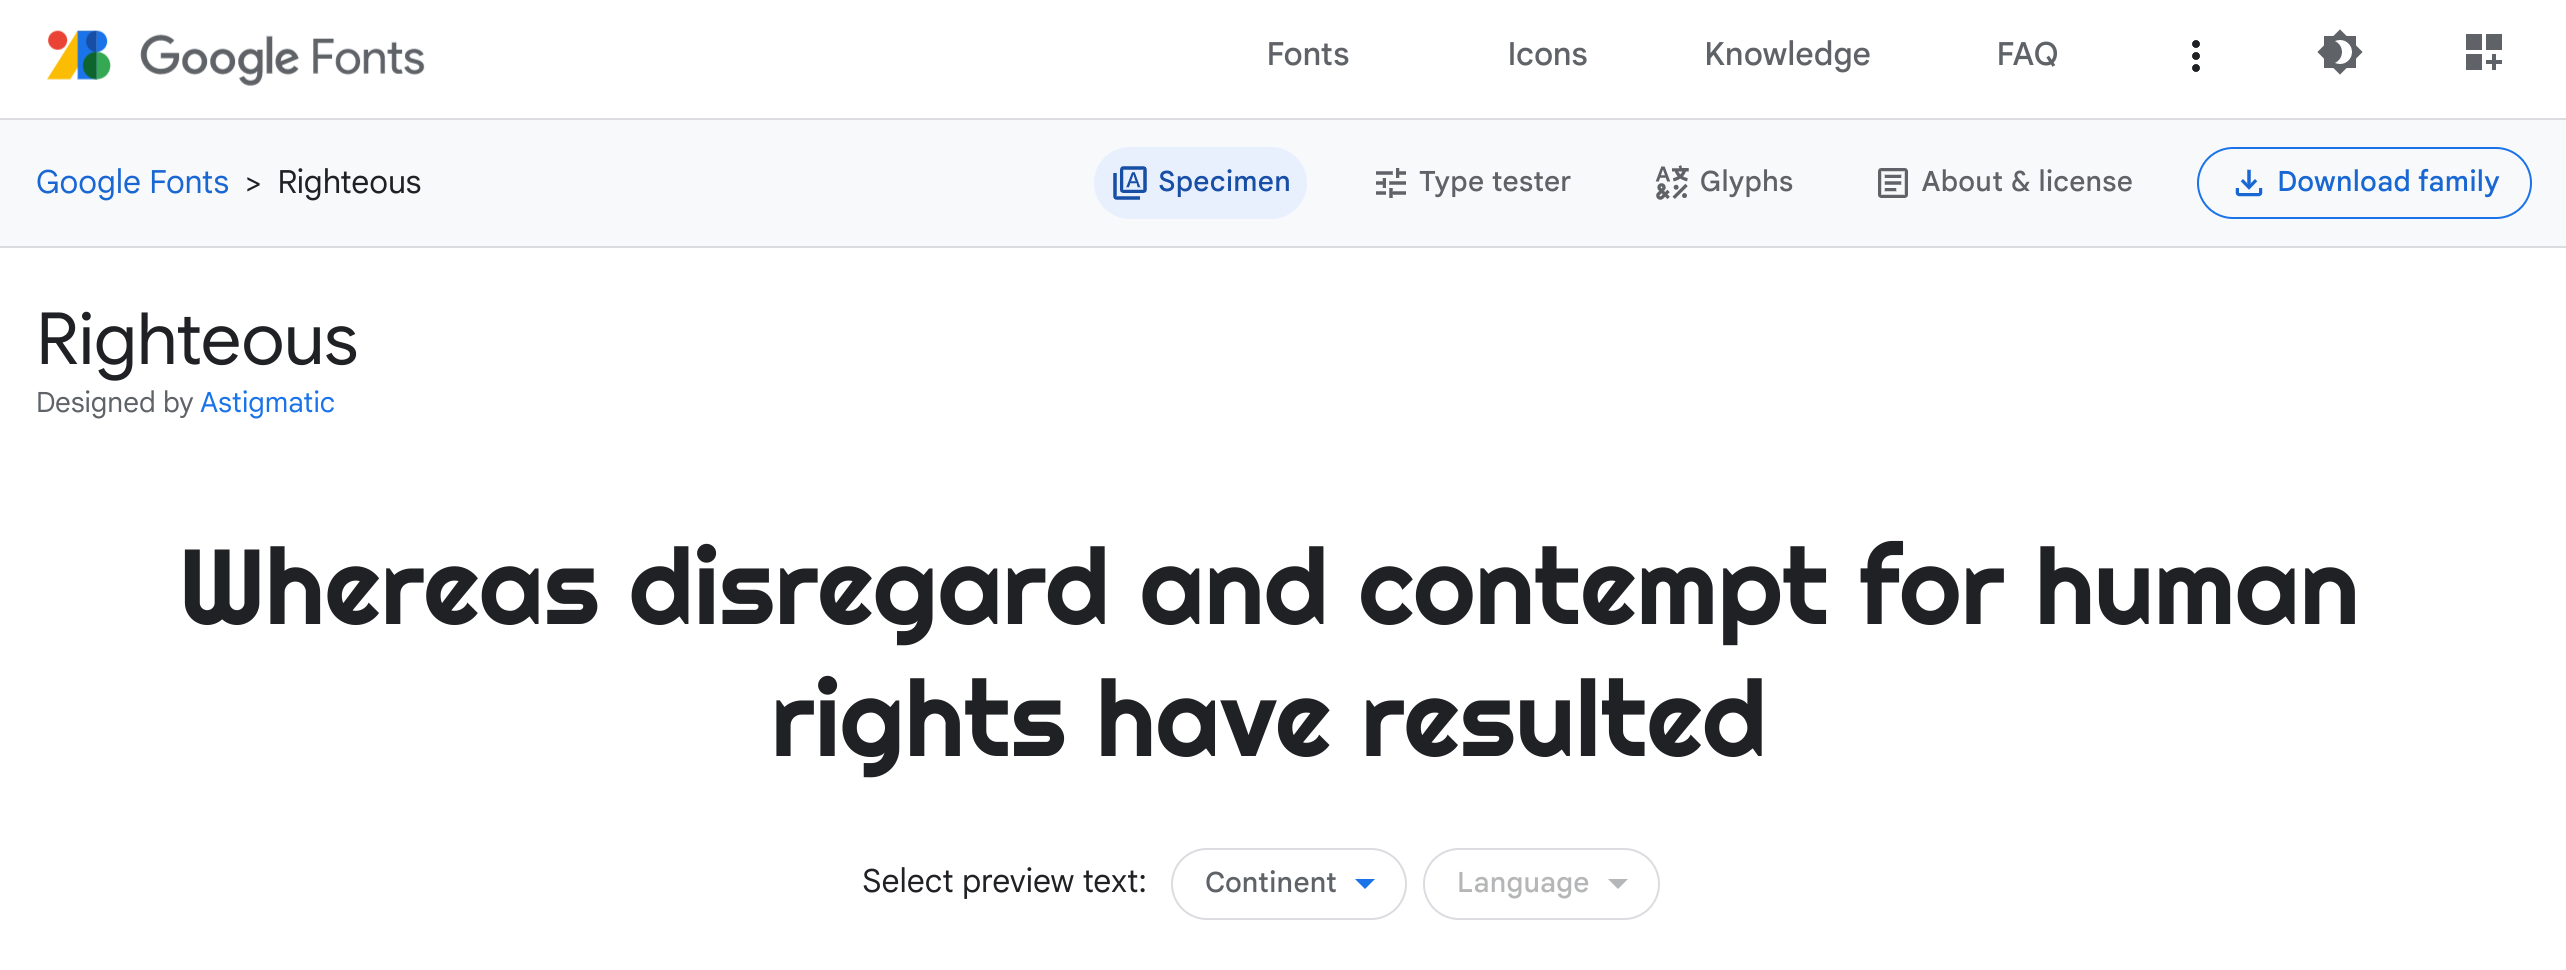 Google Fonts
Fonts Icons Knowledge FAQ
Google Fonts > Righteous
Specimen Type tester Glyphs About & license Download family
Righteous
Designed by Astigmatic
Whereas disregard and contempt for human
rights have resulted
Select preview text: Continent Language